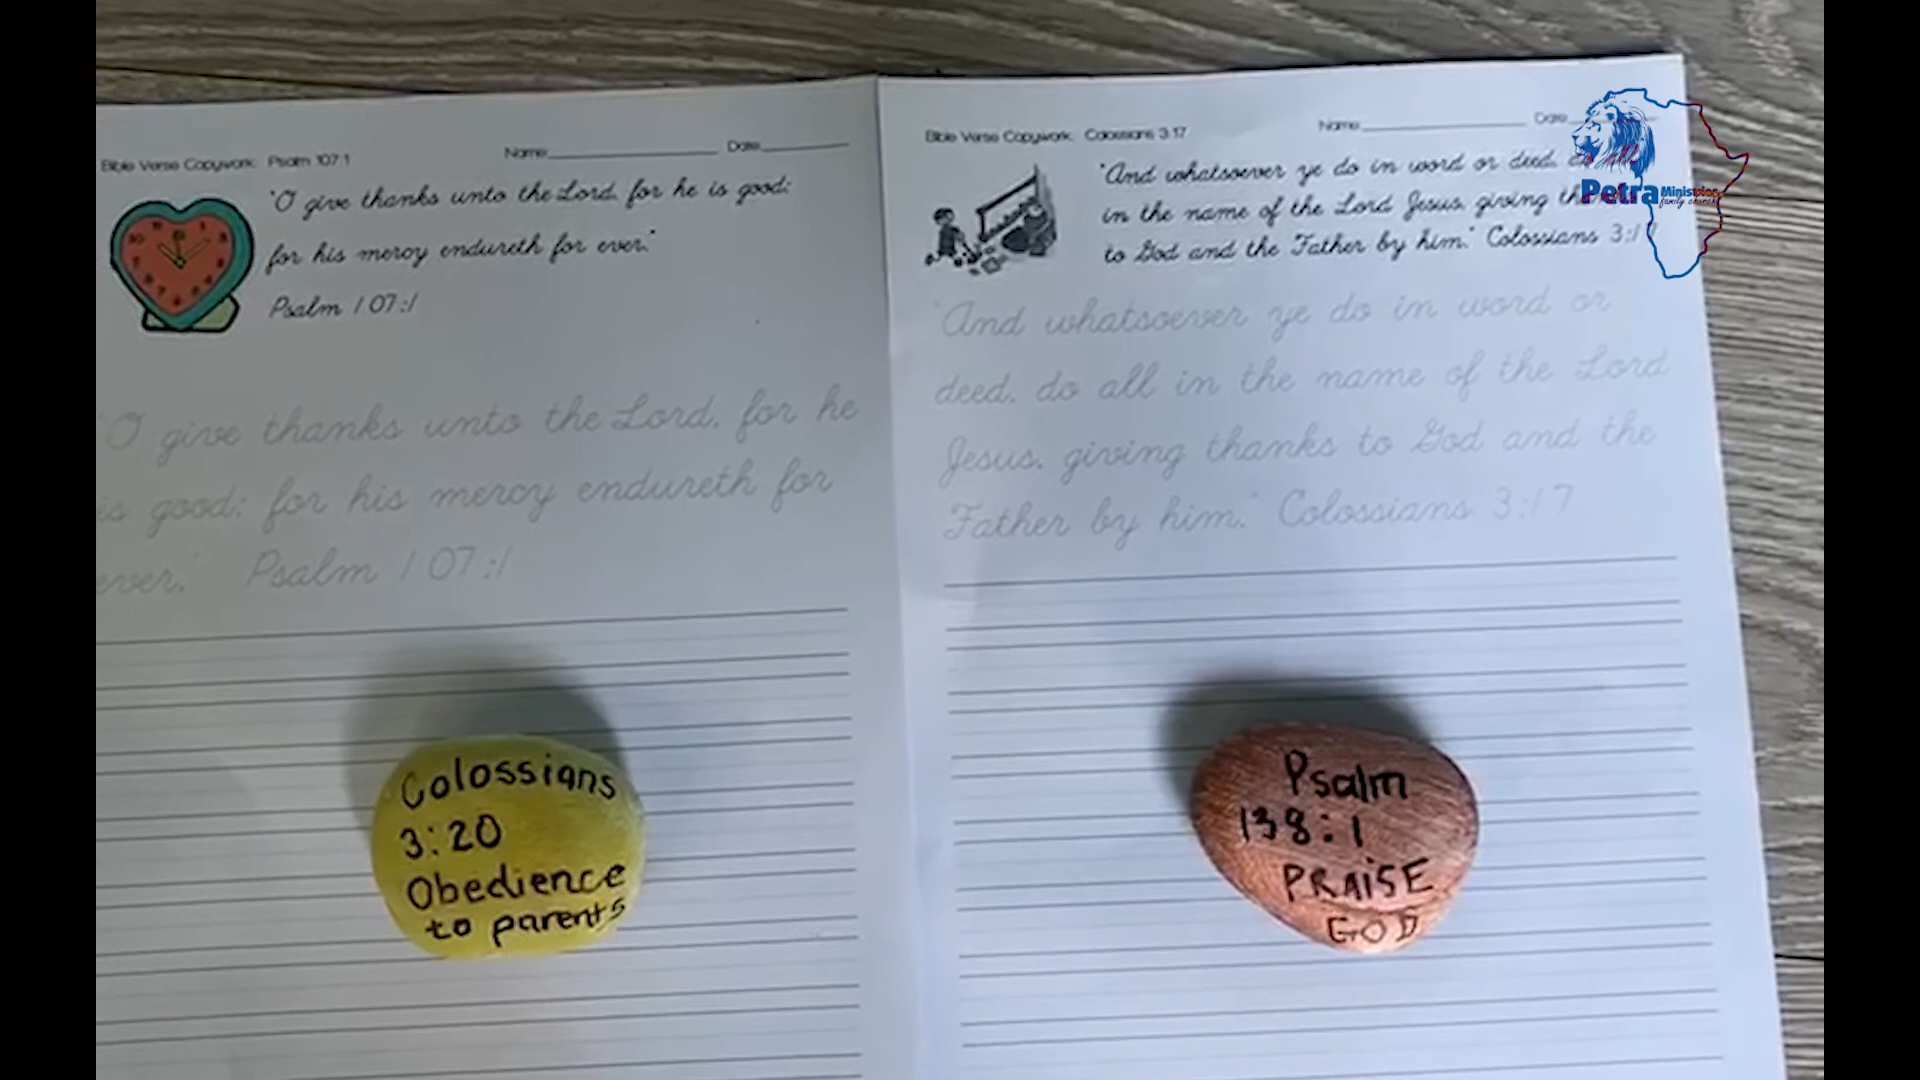 Bible Verse Copywork: Psalm 107:1
Name Date
"O give thanks unto the Lord, for he is good:
for his mercy endureth for ever."
Psalm 107:1
"O give thanks unto the Lord, for he
is good: for his mercy endureth for
ever." Psalm 107:1
Colossians
3:20
Obedience
to parents
Bible Verse Copywork: Colossians 3:17
Name Date
"And whatsoever ye do in word or deed, do all
in the name of the Lord Jesus, giving
to God and the Father by him." Colossians 3:17
"And whatsoever ye do in word or
deed, do all in the name of the Lord
Jesus, giving thanks to God and the
Father by him." Colossians 3:17
Psalm
138:1
PRAISE
GOD
Petra Ministries
family church